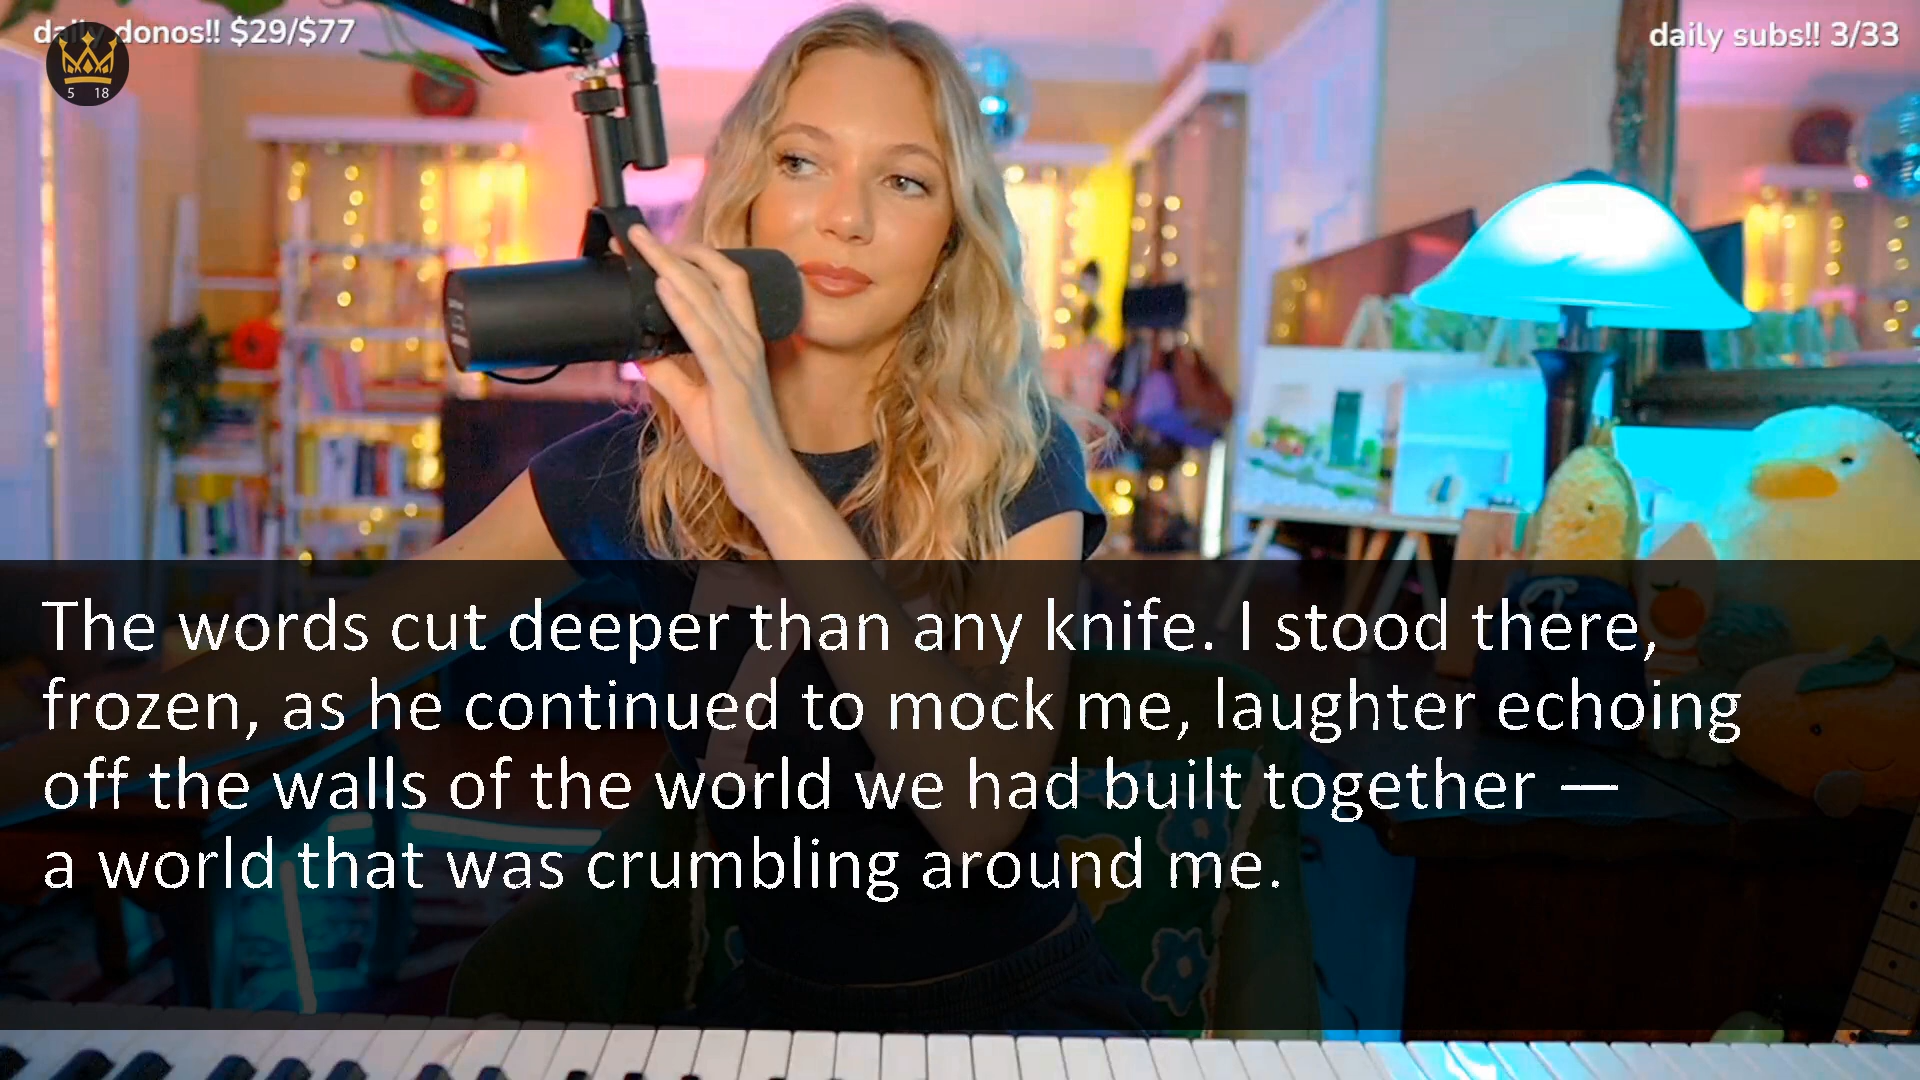 daily donos!! $29/$77
daily subs!! 3/33
5 18
The words cut deeper than any knife. I stood there,
frozen, as he continued to mock me, laughter echoing
off the walls of the world we had built together —
a world that was crumbling around me.